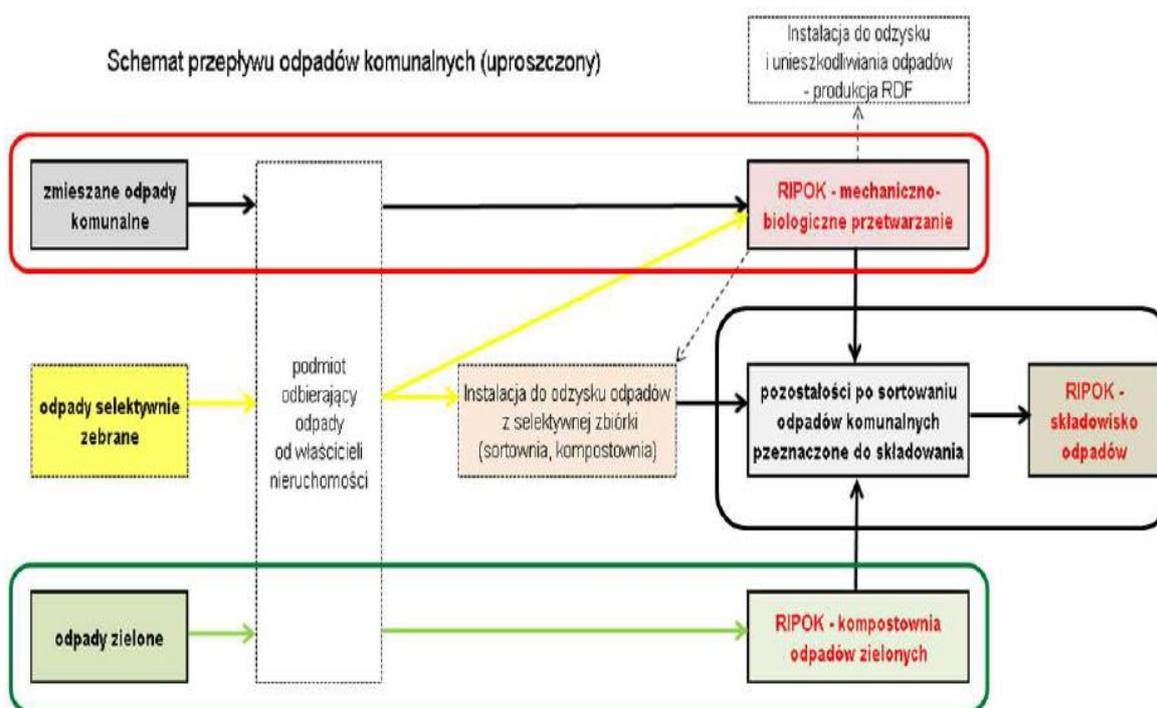 Schemat przepływu odpadów komunalnych (uproszczony)
Instalacja do odzysku
i unieszkodliwiania odpadów
- produkcja RDF
zmieszane odpady
komunalne
RIPOK - mechaniczno-
biologiczne przetwarzanie
odpady selektywnie
zebrane
podmiot
odbierający
odpady
od właścicieli
nieruchomości
Instalacja do odzysku odpadów
z selektywnej zbiórki
(sortownia, kompostownia)
pozostałości po sortowaniu
odpadów komunalnych
pzeznaczone do składowania
RIPOK -
składowisko
odpadów
odpady zielone
RIPOK - kompostownia
odpadów zielonych